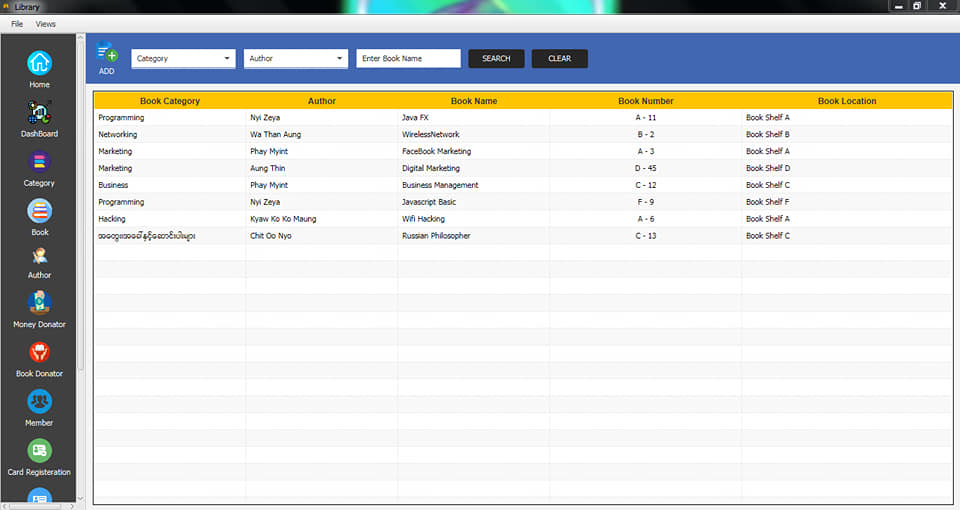 Library
File Views
ADD
Category
Author
Enter Book Name
SEARCH
CLEAR
Home
DashBoard
Category
Book
Author
Money Donator
Book Donator
Member
Card Registeration
Book Category Author Book Name Book Number Book Location
Programming Nyi Zeya Java FX A - 11 Book Shelf A
Networking Wa Than Aung WirelessNetwork B - 2 Book Shelf B
Marketing Phay Myint FaceBook Marketing A - 3 Book Shelf A
Marketing Aung Thin Digital Marketing D - 45 Book Shelf D
Business Phay Myint Business Management C - 12 Book Shelf C
Programming Nyi Zeya Javascript Basic F - 9 Book Shelf F
Hacking Kyaw Ko Ko Maung Wifi Hacking A - 6 Book Shelf A
အတွေးအခေါ်နှင့်ဆောင်းပါးများ Chit Oo Nyo Russian Philosopher C - 13 Book Shelf C